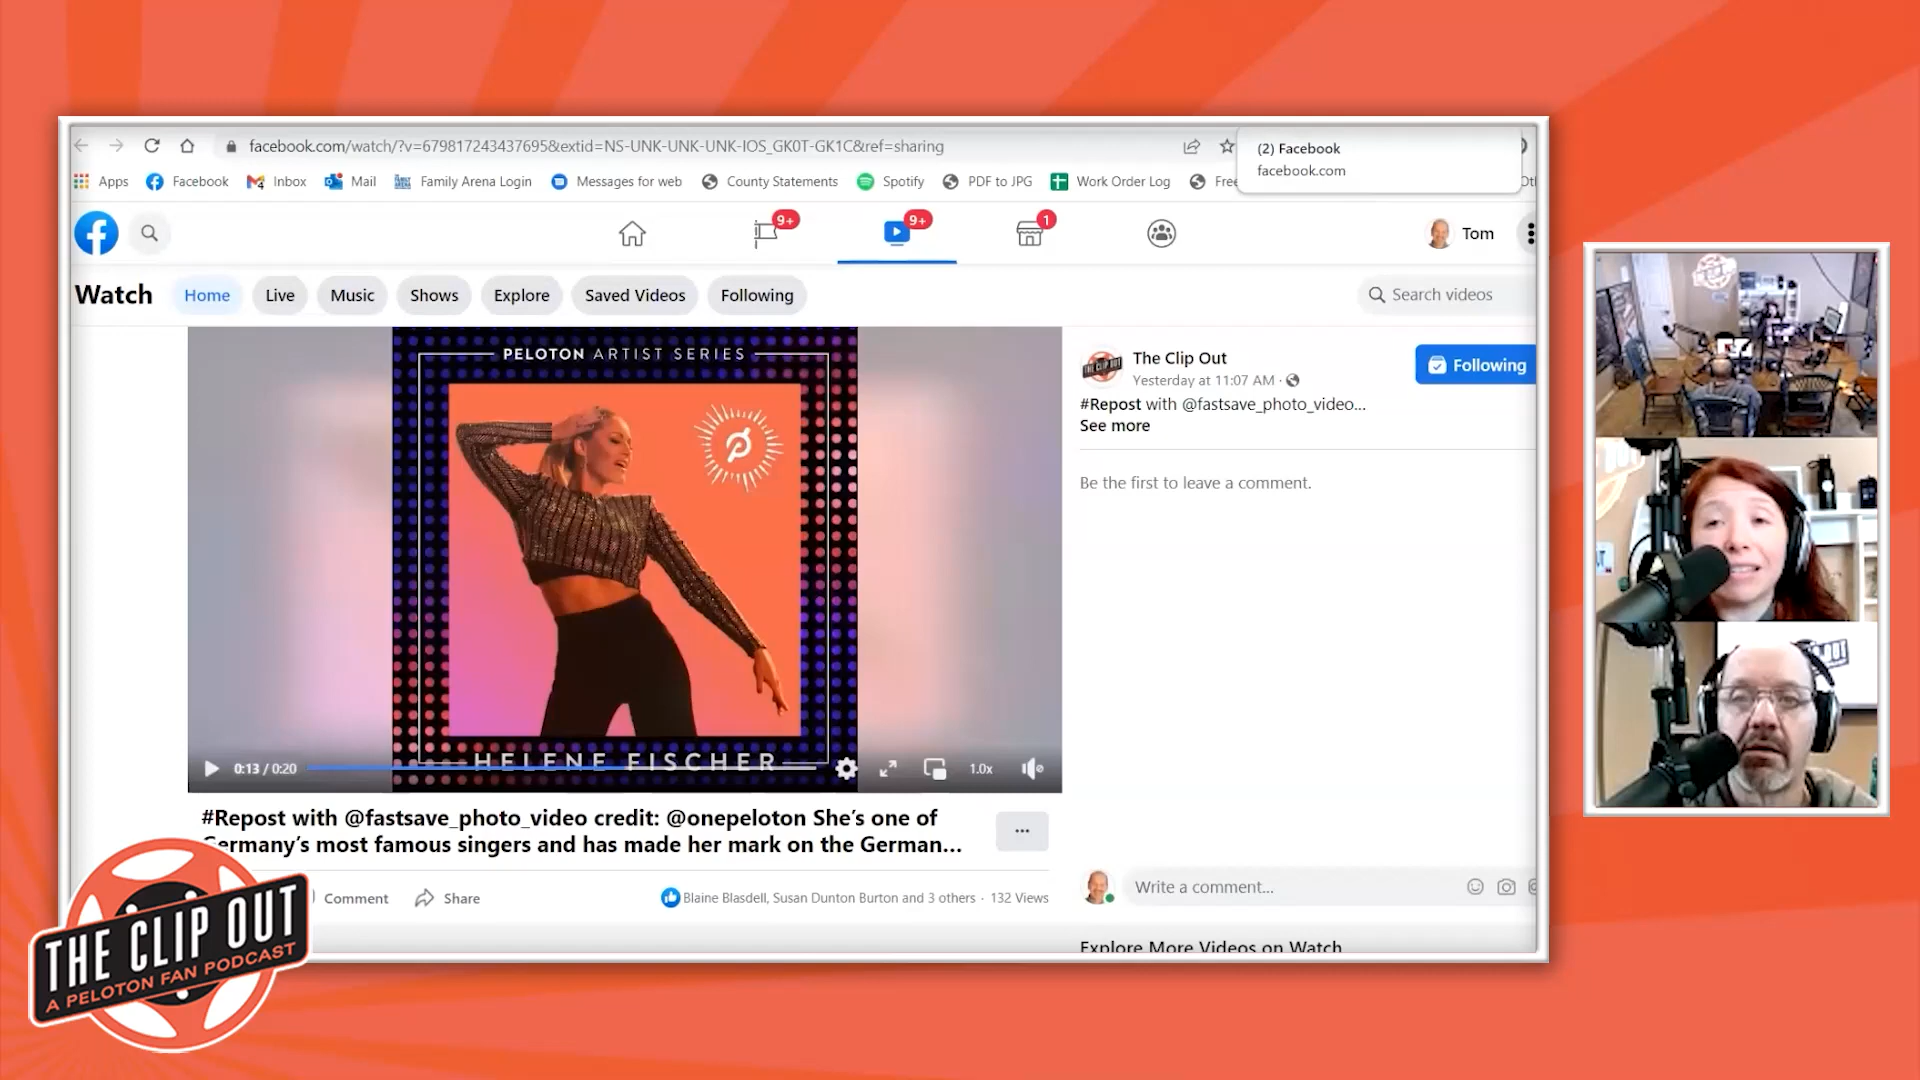 facebook.com/watch/?v=679817243437695&extid=NS-UNK-UNK-UNK-IOS_GK0T-GK1C&ref=sharing
(2) Facebook
facebook.com
Apps
Facebook
Inbox
Mail
Family Arena Login
Messages for web
County Statements
Spotify
PDF to JPG
Work Order Log
9+
9+
1
Tom
Watch
Home
Live
Music
Shows
Explore
Saved Videos
Following
Search videos
PELOTON ARTIST SERIES
HELENE FISCHER
0:13 / 0:20
1.0x
The Clip Out
Yesterday at 11:07 AM ·
Following
#Repost with @fastsave_photo_video...
See more
Be the first to leave a comment.
#Repost with @fastsave_photo_video credit: @onepeloton She's one of
Germany's most famous singers and has made her mark on the German...
Comment
Share
Blaine Blasdell, Susan Dunton Burton and 3 others · 132 Views
Write a comment...
Explore More Videos on Watch
THE CLIP OUT
A PELOTON FAN PODCAST